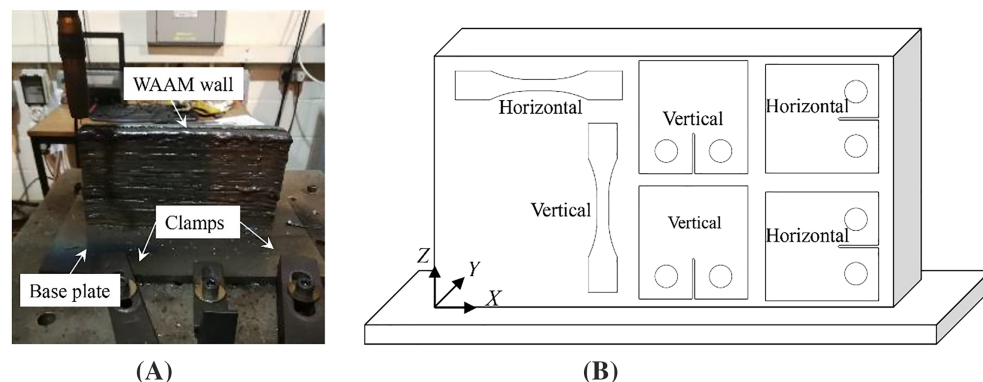 WAAM wall
Clamps
Base plate
(A)
Horizontal
Vertical
Horizontal
Vertical
Vertical
Horizontal
Z
Y
X
(B)